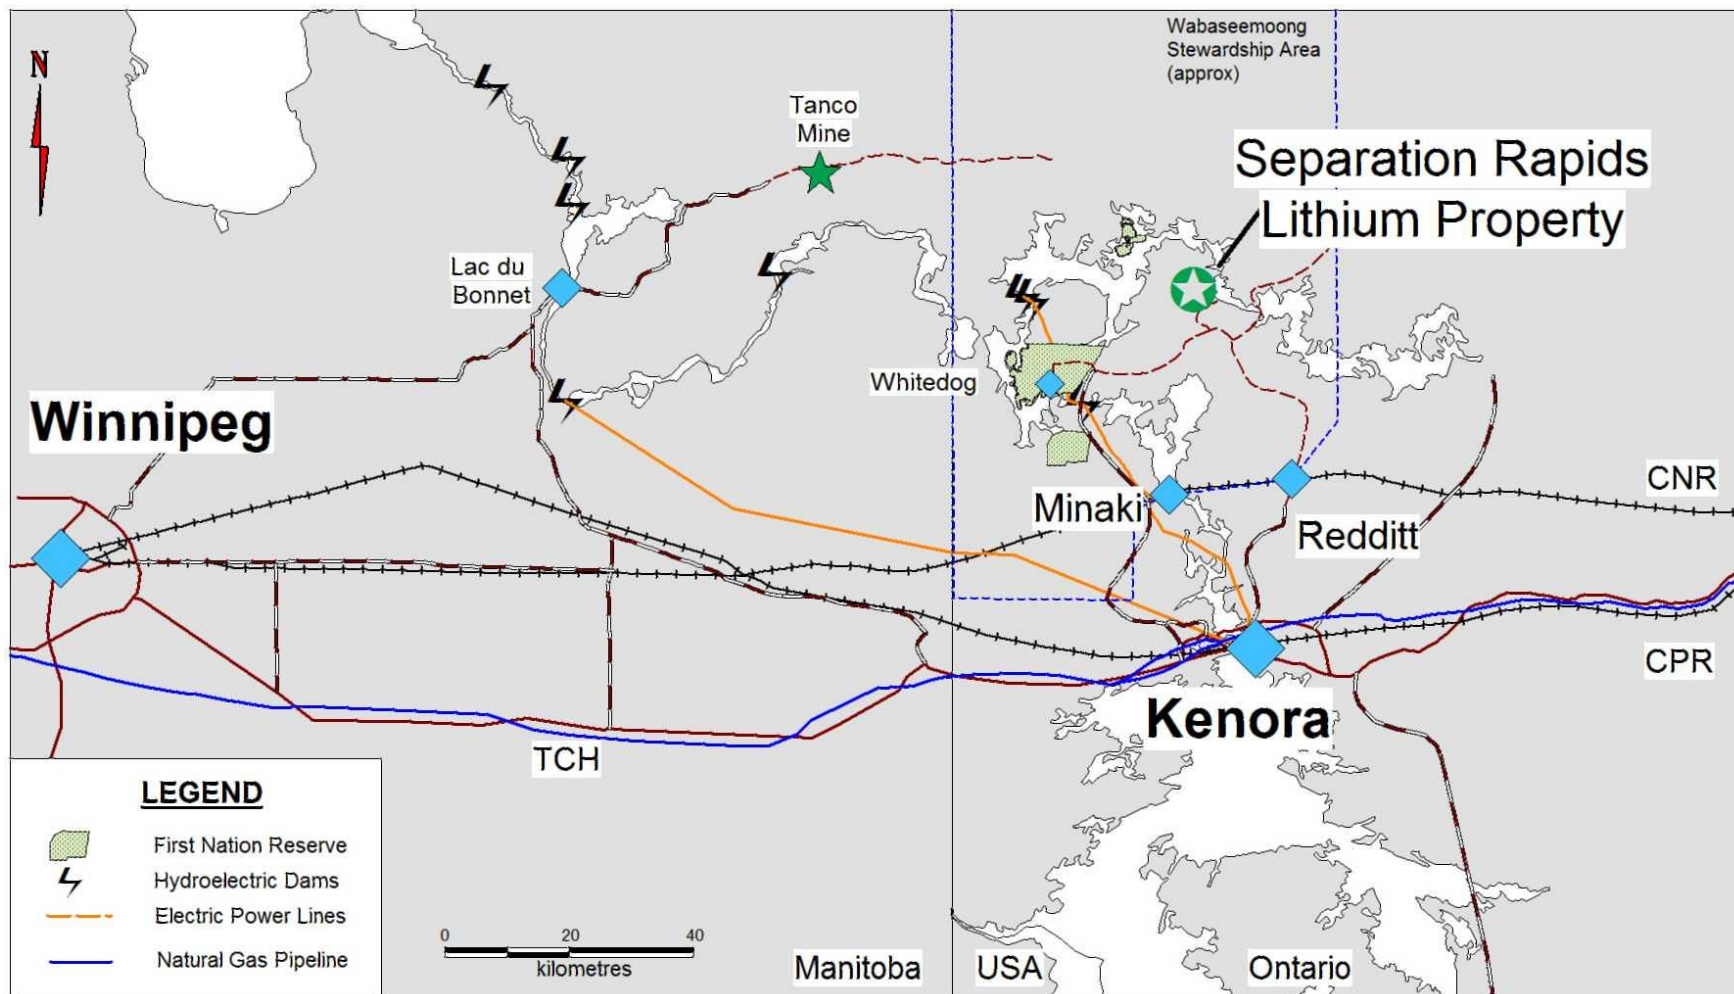 Wabaseemoong
Stewardship Area
(approx)
N
Tanco
Mine
Separation Rapids
Lithium Property
Lac du
Bonnet
Whitedog
Winnipeg
CNR
Minaki
Redditt
CPR
Kenora
TCH
LEGEND
First Nation Reserve
Hydroelectric Dams
Electric Power Lines
Natural Gas Pipeline
0 20 40
kilometres
Manitoba
USA
Ontario